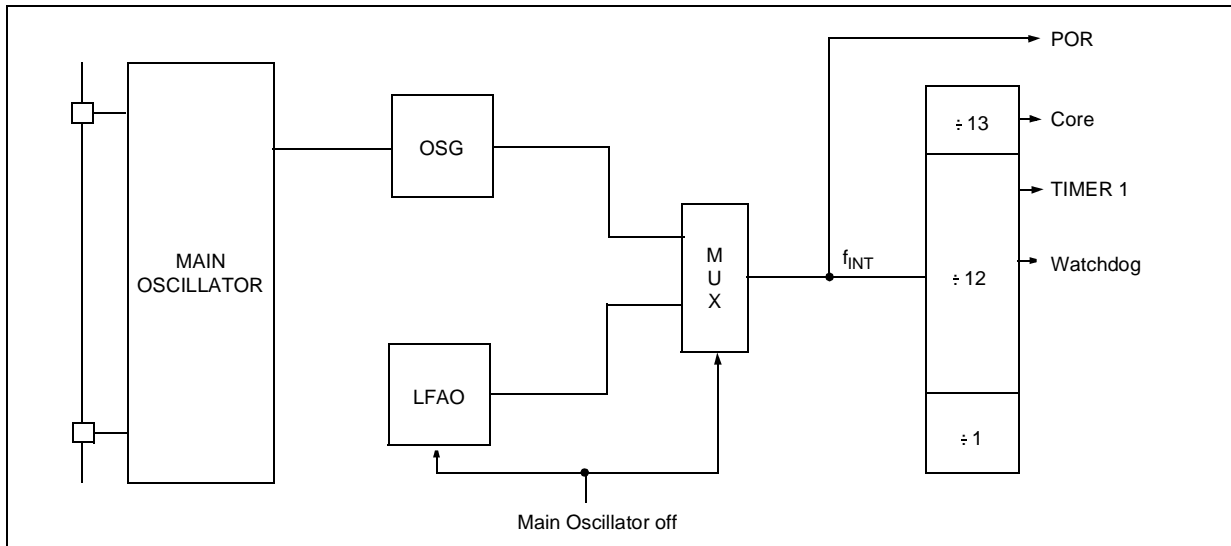 POR
÷ 13
Core
OSG
TIMER 1
MAIN
OSCILLATOR
M
U
X
f_INT
Watchdog
÷ 12
LFAO
÷ 1
Main Oscillator off